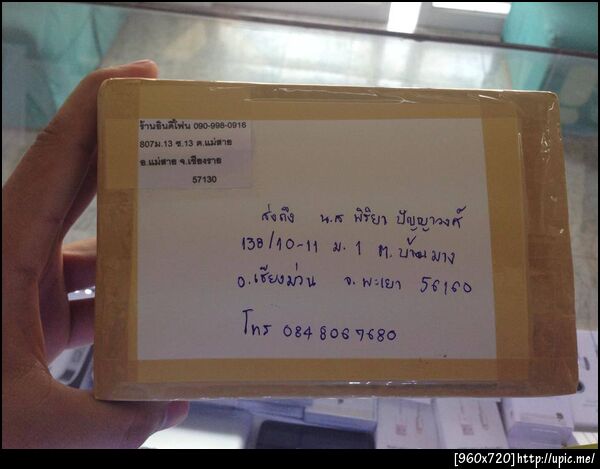 ร้านอินดี้โฟน 090-998-0916
807ม.13 ซ.13 ต.แม่สาย
อ.แม่สาย จ.เชียงราย
57130
ส่งถึง น.ส พิริยา ปัญญาวงค์
138/10-11 ม. 1 ต. บ้านมาง
อ.เชียงม่วน จ. พะเยา 56160
โทร 0848067680
[960x720]http://upic.me/